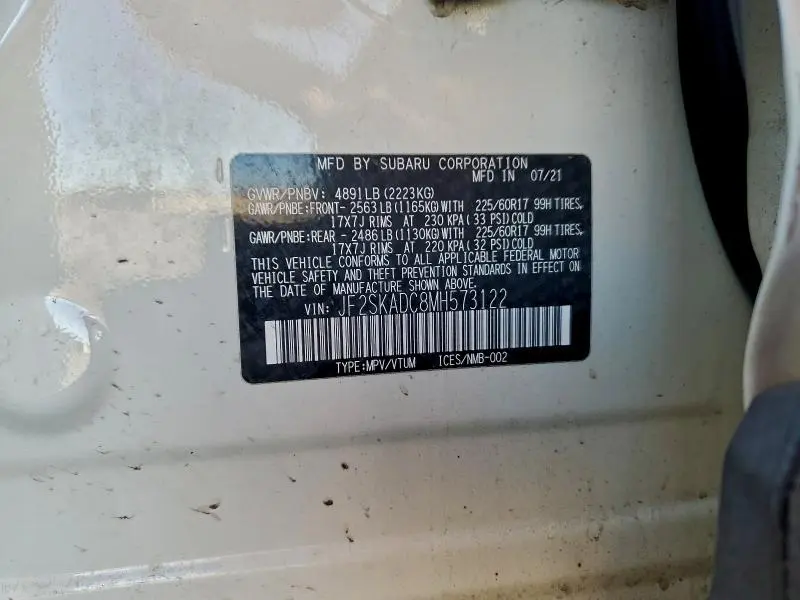 MFD BY SUBARU CORPORATION
MFD IN 07/21
GVWR/PNBV: 4891LB (2223KG)
GAWR/PNBE:FRONT- 2563LB(1165KG)WITH 225/60R17 99H TIRES,
17X7J RIMS AT 230 KPA(33 PSI)COLD
GAWR/PNBE:REAR - 2486LB(1130KG)WITH 225/60R17 99H TIRES,
17X7J RIMS AT 220 KPA(32 PSI)COLD
THIS VEHICLE CONFORMS TO ALL APPLICABLE FEDERAL MOTOR
VEHICLE SAFETY AND THEFT PREVENTION STANDARDS IN EFFECT ON
THE DATE OF MANUFACTURE SHOWN ABOVE.
VIN: JF2SKADC8MH573122
TYPE:MPV/VTUM ICES/NMB-002